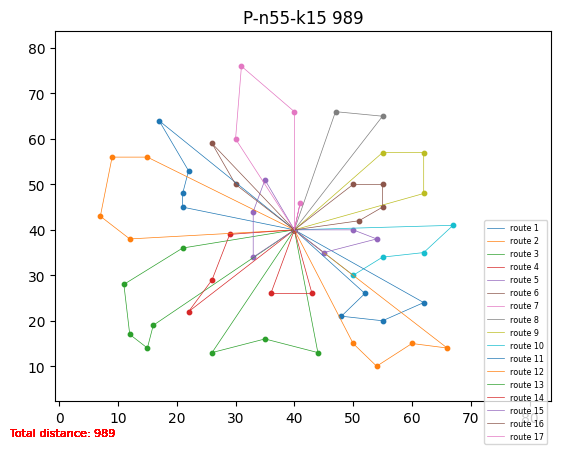 P-n55-k15 989
80
70
60
50
40
30
20
10
0 10 20 30 40 50 60 70 80
route 1
route 2
route 3
route 4
route 5
route 6
route 7
route 8
route 9
route 10
route 11
route 12
route 13
route 14
route 15
route 16
route 17
Total distance: 989